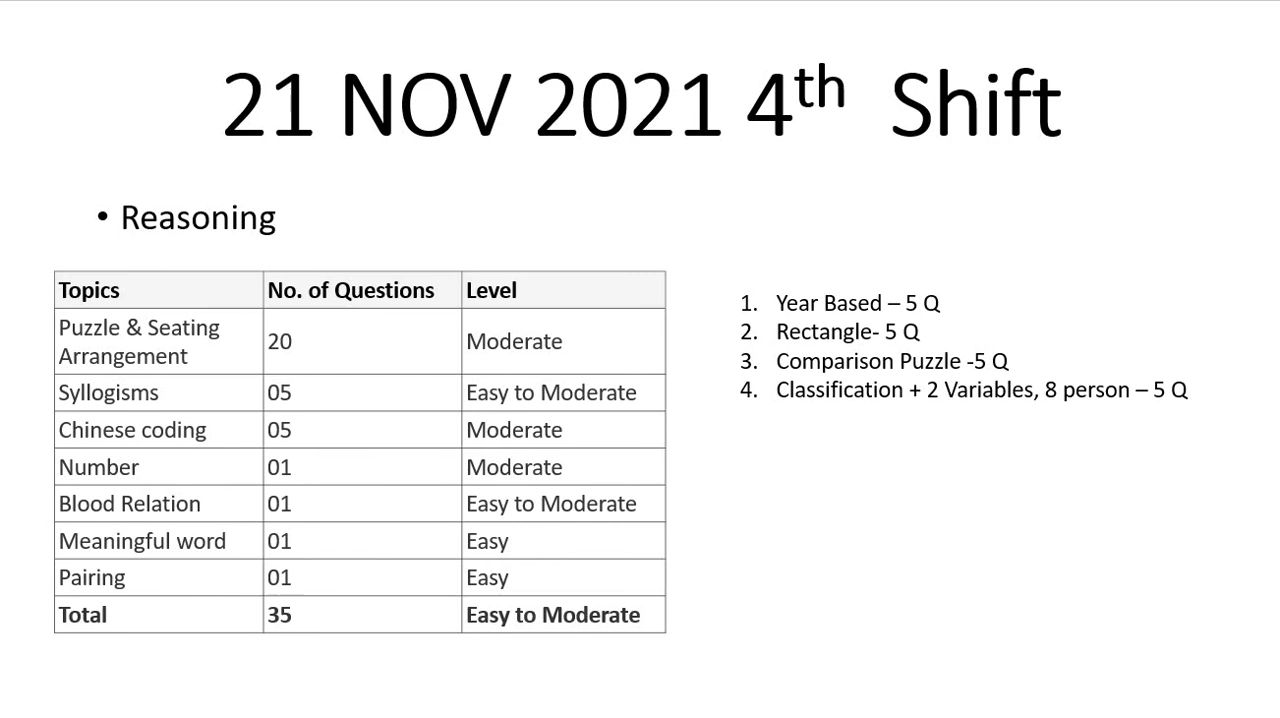 21 NOV 2021 4th Shift
• Reasoning
Topics No. of Questions Level
Puzzle & Seating Arrangement 20 Moderate
Syllogisms 05 Easy to Moderate
Chinese coding 05 Moderate
Number 01 Moderate
Blood Relation 01 Easy to Moderate
Meaningful word 01 Easy
Pairing 01 Easy
Total 35 Easy to Moderate
1. Year Based – 5 Q
2. Rectangle- 5 Q
3. Comparison Puzzle -5 Q
4. Classification + 2 Variables, 8 person – 5 Q